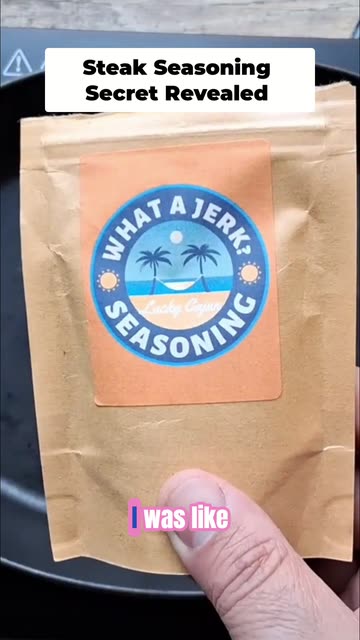 Steak Seasoning
Secret Revealed
WHAT A JERK?
Lucky Cajun
SEASONING
I was like